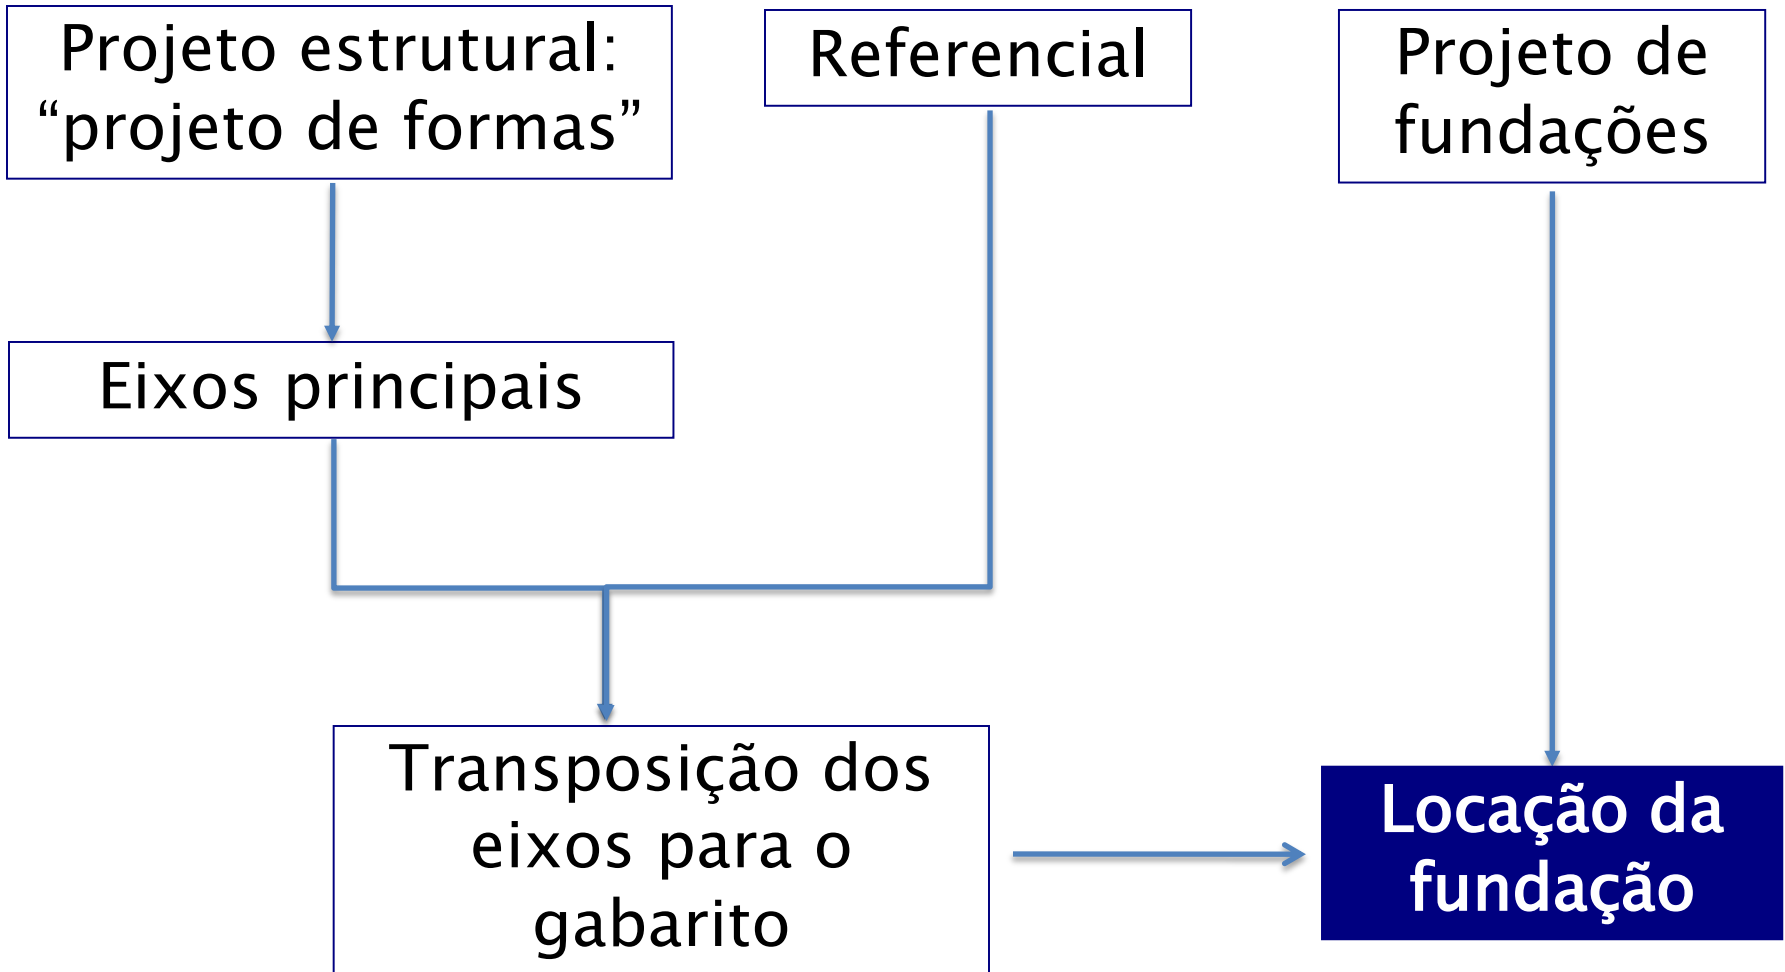 Projeto estrutural:
“projeto de formas”
Referencial
Projeto de
fundações
Eixos principais
Transposição dos
eixos para o
gabarito
Locação da
fundação